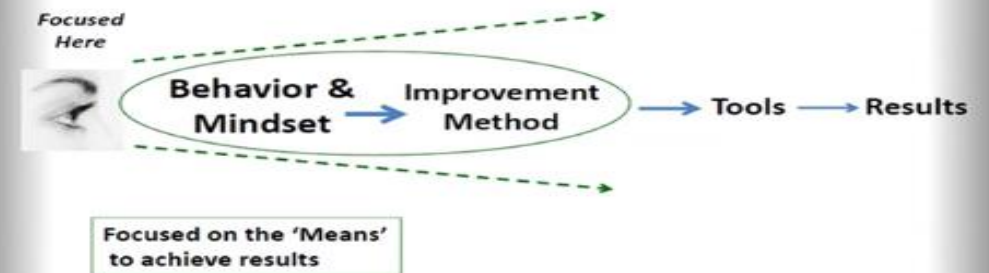 Focused
Here
Behavior &
Mindset
Improvement
Method
Tools
Results
Focused on the ‘Means’
to achieve results